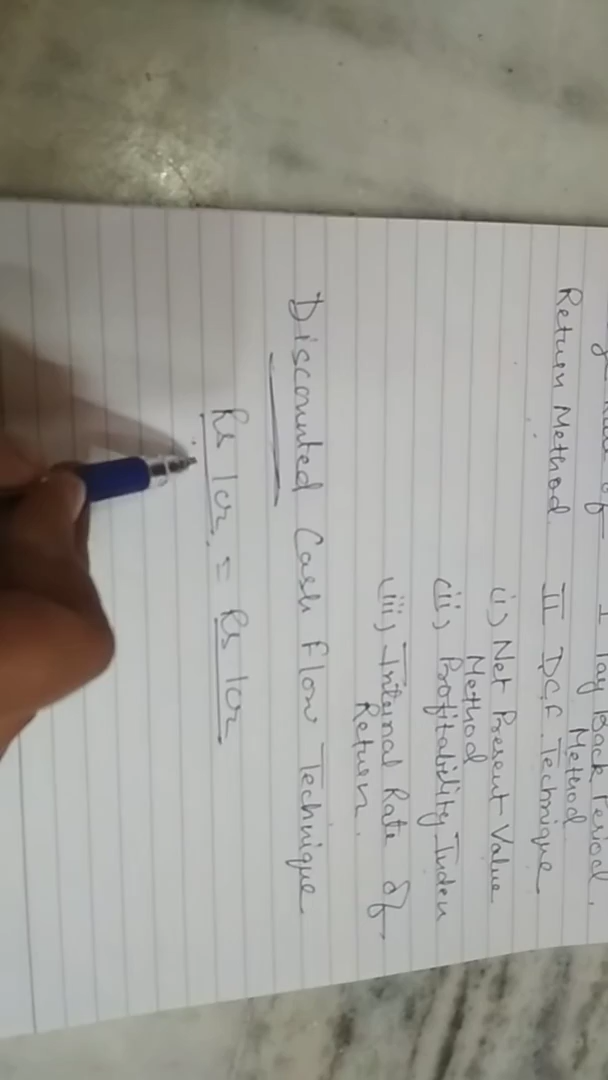 I Pay Back Period,
Method
Return Method II DCF Technique
(i) Net Present Value
Method
(ii) Profitability Index
(iii) Internal Rate of
Return.
Discounted Cash Flow Technique
Rs 1cr, = Rs 1cr